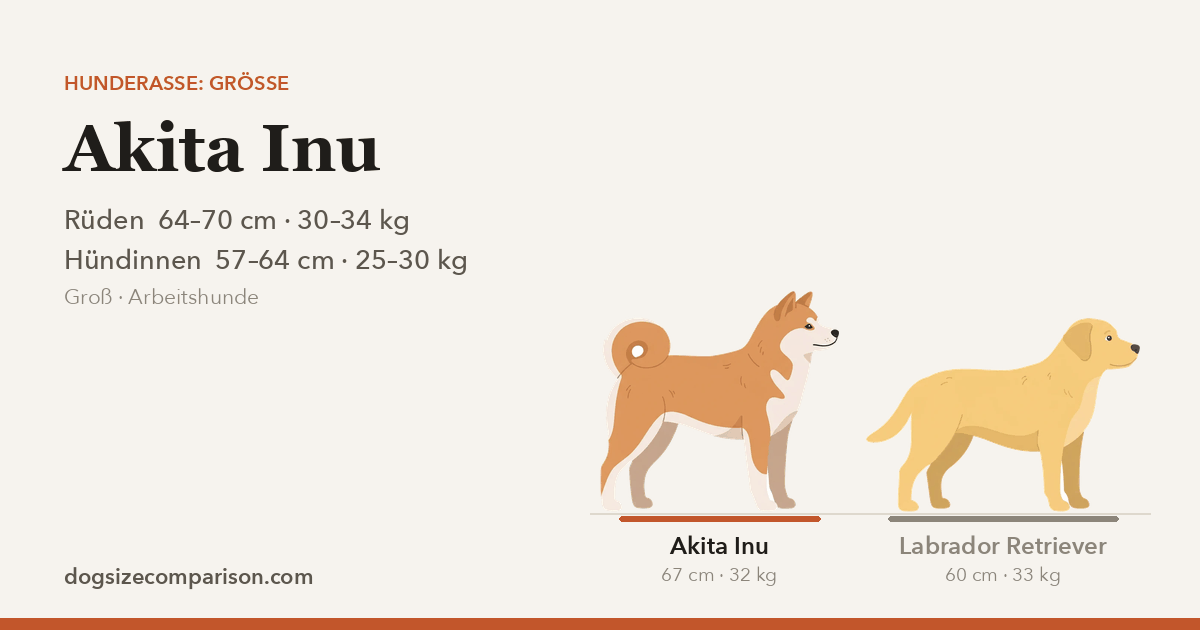 HUNDERASSE: GRÖSSE
Akita Inu
Rüden 64–70 cm · 30–34 kg
Hündinnen 57–64 cm · 25–30 kg
Groß · Arbeitshunde
Akita Inu
67 cm · 32 kg
Labrador Retriever
60 cm · 33 kg
dogsizecomparison.com